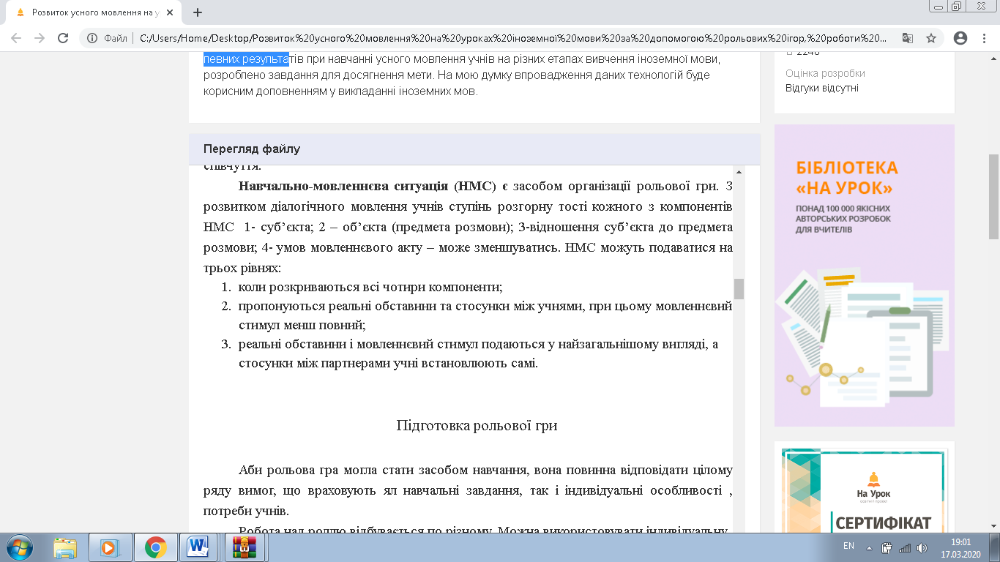 Розвиток усного мовлення на у
Файл
C:/Users/Home/Desktop/Розвиток%20усного%20мовлення%20на%20уроках%20іноземної%20мови%20за%20допомогою%20рольових%20ігор,%20роботи%20...
певних результатів при навчанні усного мовлення учнів на різних етапах вивчення іноземної мови,
розроблено завдання для досягнення мети. На мою думку впровадження даних технологій буде
корисним доповненням у викладанні іноземних мов.
2248
Оцінка розробки
Відгуки відсутні
Перегляд файлу
співчуття.
Навчально-мовленнєва ситуація (НМС) є засобом організації рольової гри. З
розвитком діалогічного мовлення учнів ступінь розгорну тості кожного з компонентів
НМС 1- суб’єкта; 2 – об’єкта (предмета розмови); 3-відношення суб’єкта до предмета
розмови; 4- умов мовленнєвого акту – може зменшуватись. НМС можуть подаватися на
трьох рівнях:
1. коли розкриваються всі чотири компоненти;
2. пропонуються реальні обставини та стосунки між учнями, при цьому мовленнєвий
стимул менш повний;
3. реальні обставини і мовленнєвий стимул подаються у найзагальнішому вигляді, а
стосунки між партнерами учні встановлюють самі.
Підготовка рольової гри
Аби рольова гра могла стати засобом навчання, вона повинна відповідати цілому
ряду вимог, що враховують ял навчальні завдання, так і індивідуальні особливості ,
потреби учнів.
Робота над роллю відбувається по різному. Можна використовувати індивідуальну
БІБЛІОТЕКА
«НА УРОК»
ПОНАД 100 000 ЯКІСНИХ
АВТОРСЬКИХ РОЗРОБОК
ДЛЯ ВЧИТЕЛІВ
На Урок
освітній проект
СЕРТИФІКАТ
EN
19:01
17.03.2020